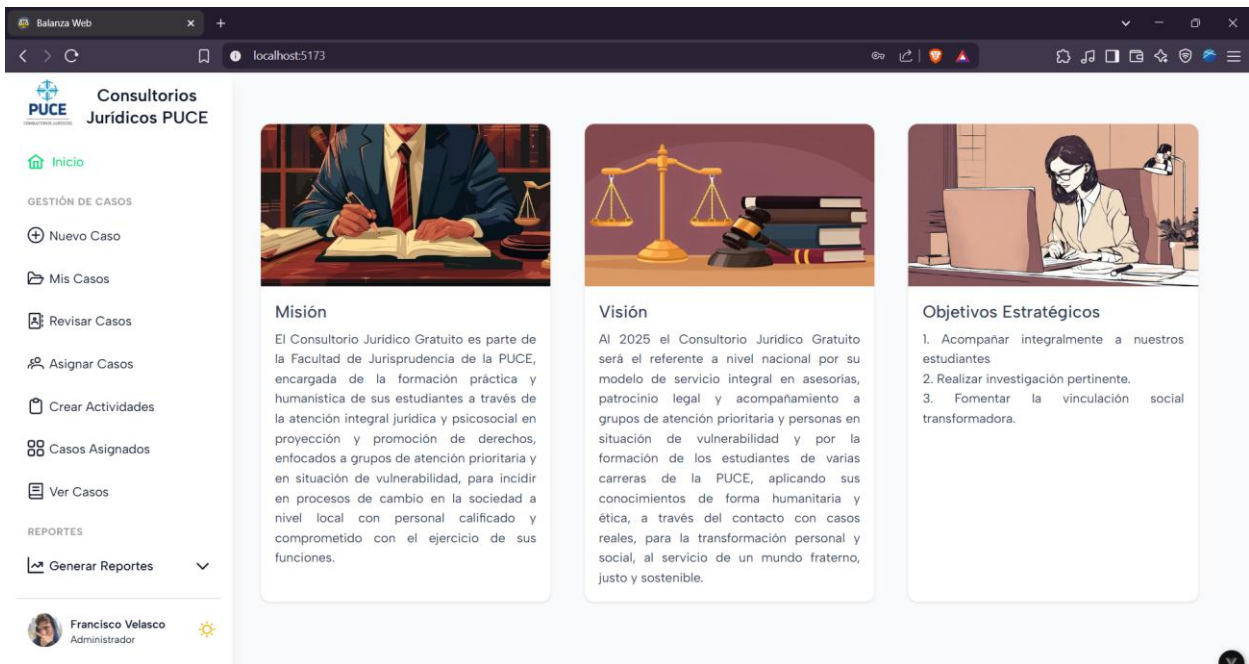 Balanza Web
localhost:5173
PUCE
Consultorios
Jurídicos PUCE
Inicio
GESTIÓN DE CASOS
Nuevo Caso
Mis Casos
Revisar Casos
Asignar Casos
Crear Actividades
Casos Asignados
Ver Casos
REPORTES
Generar Reportes
Francisco Velasco
Administrador
Misión
El Consultorio Jurídico Gratuito es parte de
la Facultad de Jurisprudencia de la PUCE,
encargada de la formación práctica y
humanística de sus estudiantes a través de
la atención integral jurídica y psicosocial en
proyección y promoción de derechos,
enfocados a grupos de atención prioritaria y
en situación de vulnerabilidad, para incidir
en procesos de cambio en la sociedad a
nivel local con personal calificado y
comprometido con el ejercicio de sus
funciones.
Visión
Al 2025 el Consultorio Jurídico Gratuito
será el referente a nivel nacional por su
modelo de servicio integral en asesorías,
patrocinio legal y acompañamiento a
grupos de atención prioritaria y personas en
situación de vulnerabilidad y por la
formación de los estudiantes de varias
carreras de la PUCE, aplicando sus
conocimientos de forma humanitaria y
ética, a través del contacto con casos
reales, para la transformación personal y
social, al servicio de un mundo fraterno,
justo y sostenible.
Objetivos Estratégicos
1. Acompañar integralmente a nuestros
estudiantes
2. Realizar investigación pertinente.
3. Fomentar la vinculación social
transformadora.